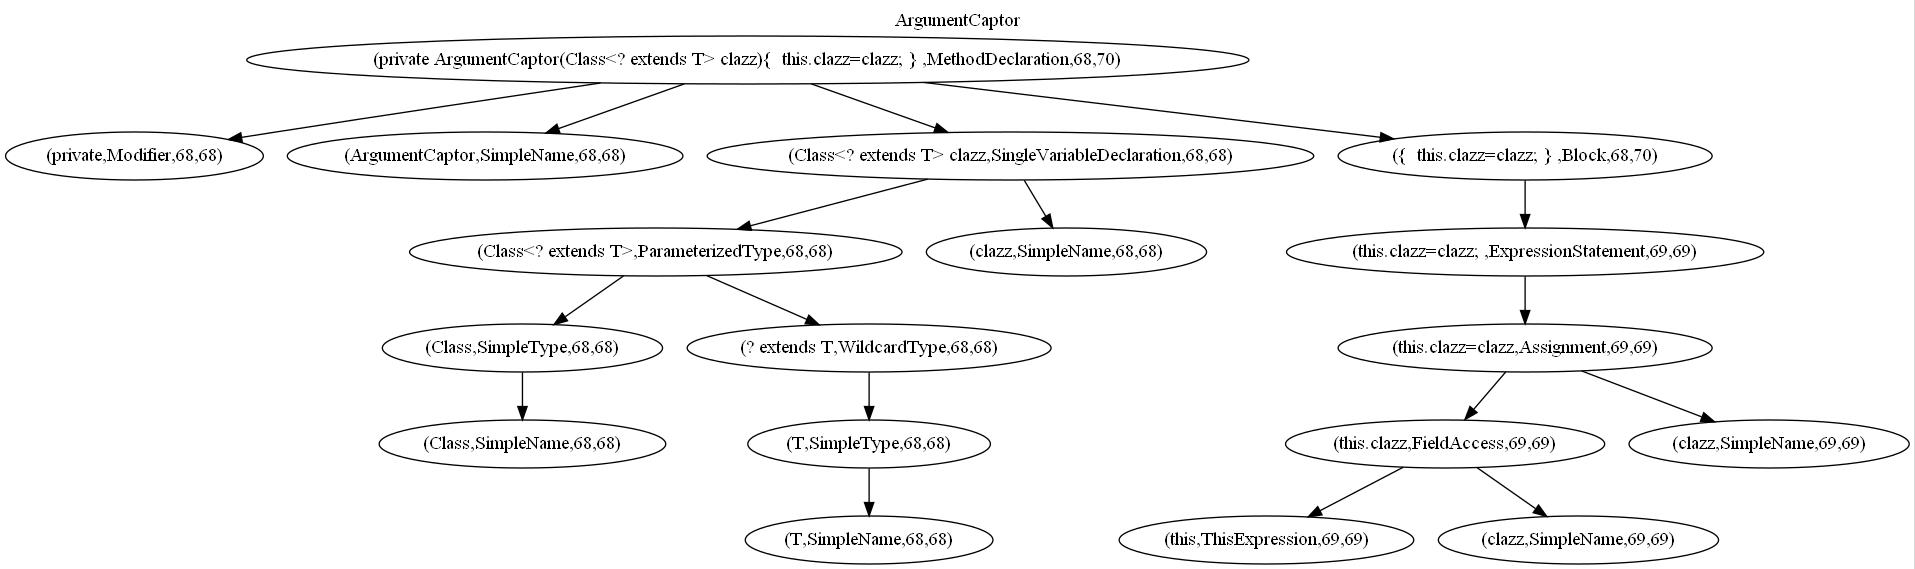 ArgumentCaptor
(private ArgumentCaptor(Class<? extends T> clazz){  this.clazz=clazz; } ,MethodDeclaration,68,70)
(private,Modifier,68,68)
(ArgumentCaptor,SimpleName,68,68)
(Class<? extends T> clazz,SingleVariableDeclaration,68,68)
({  this.clazz=clazz; } ,Block,68,70)
(Class<? extends T>,ParameterizedType,68,68)
(clazz,SimpleName,68,68)
(this.clazz=clazz; ,ExpressionStatement,69,69)
(Class,SimpleType,68,68)
(? extends T,WildcardType,68,68)
(this.clazz=clazz,Assignment,69,69)
(Class,SimpleName,68,68)
(T,SimpleType,68,68)
(this.clazz,FieldAccess,69,69)
(clazz,SimpleName,69,69)
(T,SimpleName,68,68)
(this,ThisExpression,69,69)
(clazz,SimpleName,69,69)